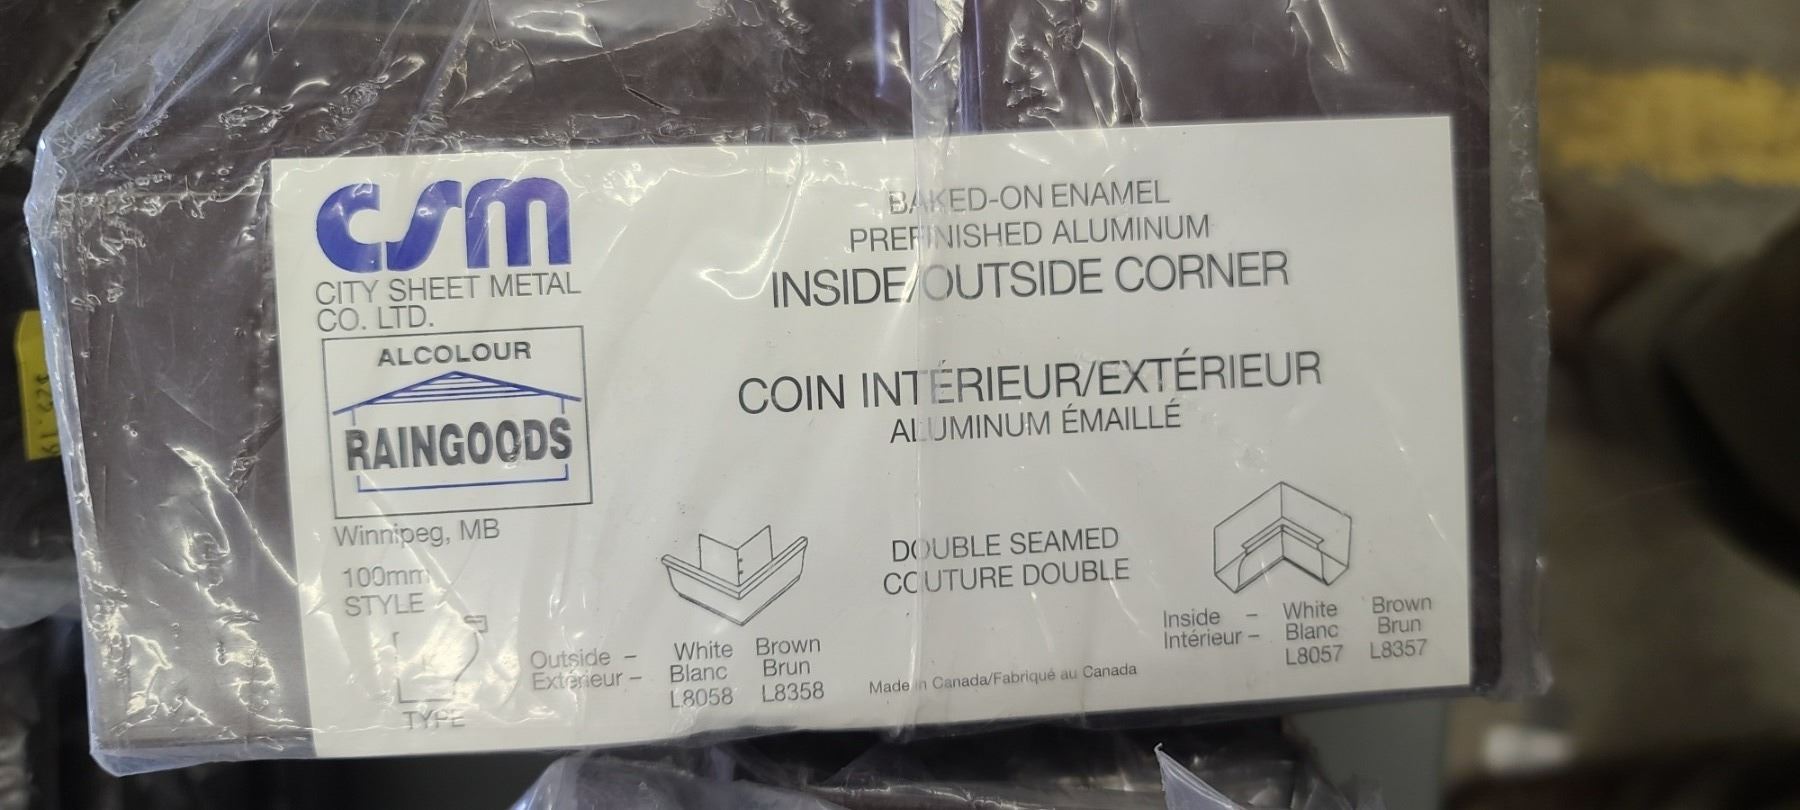 CSM
CITY SHEET METAL
CO. LTD.
ALCOLOUR
RAINGOODS
Winnipeg, MB
100mm
STYLE
TYPE
BAKED-ON ENAMEL
PREFINISHED ALUMINUM
INSIDE/OUTSIDE CORNER
COIN INTÉRIEUR/EXTÉRIEUR
ALUMINUM ÉMAILLÉ
DOUBLE SEAMED
COUTURE DOUBLE
Outside – White Brown
Extérieur – Blanc Brun
L8058 L8358
Made in Canada/Fabriqué au Canada
Inside – White Brown
Intérieur – Blanc Brun
L8057 L8357